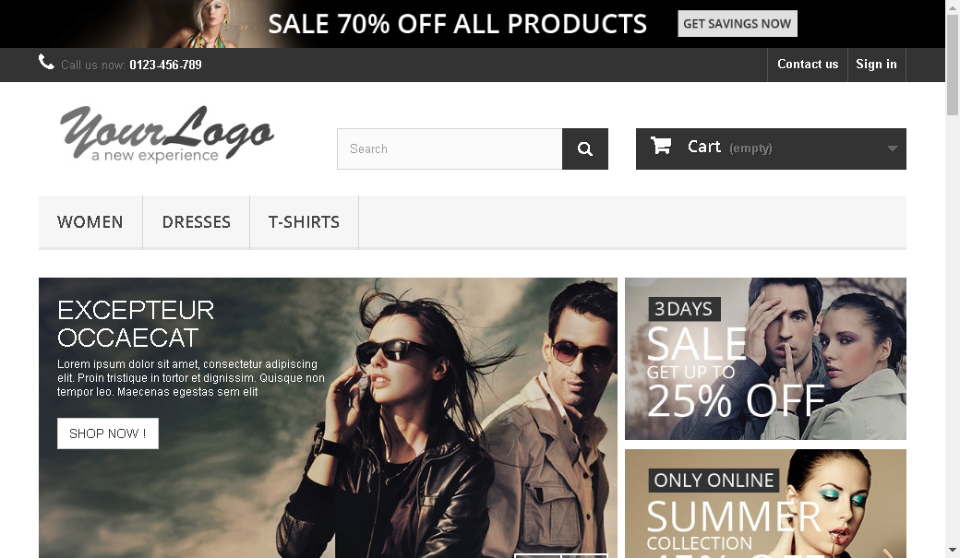 SALE 70% OFF ALL PRODUCTS
GET SAVINGS NOW
Call us now: 0123-456-789
Contact us
Sign in
YourLogo
a new experience
Search
Cart (empty)
WOMEN
DRESSES
T-SHIRTS
EXCEPTEUR
OCCAECAT
Lorem ipsum dolor sit amet, consectetur adipiscing
elit. Proin tristique in tortor et dignissim. Quisque non
tempor leo. Maecenas egestas sem elit
SHOP NOW !
3 DAYS
SALE
GET UP TO
25% OFF
ONLY ONLINE
SUMMER
COLLECTION